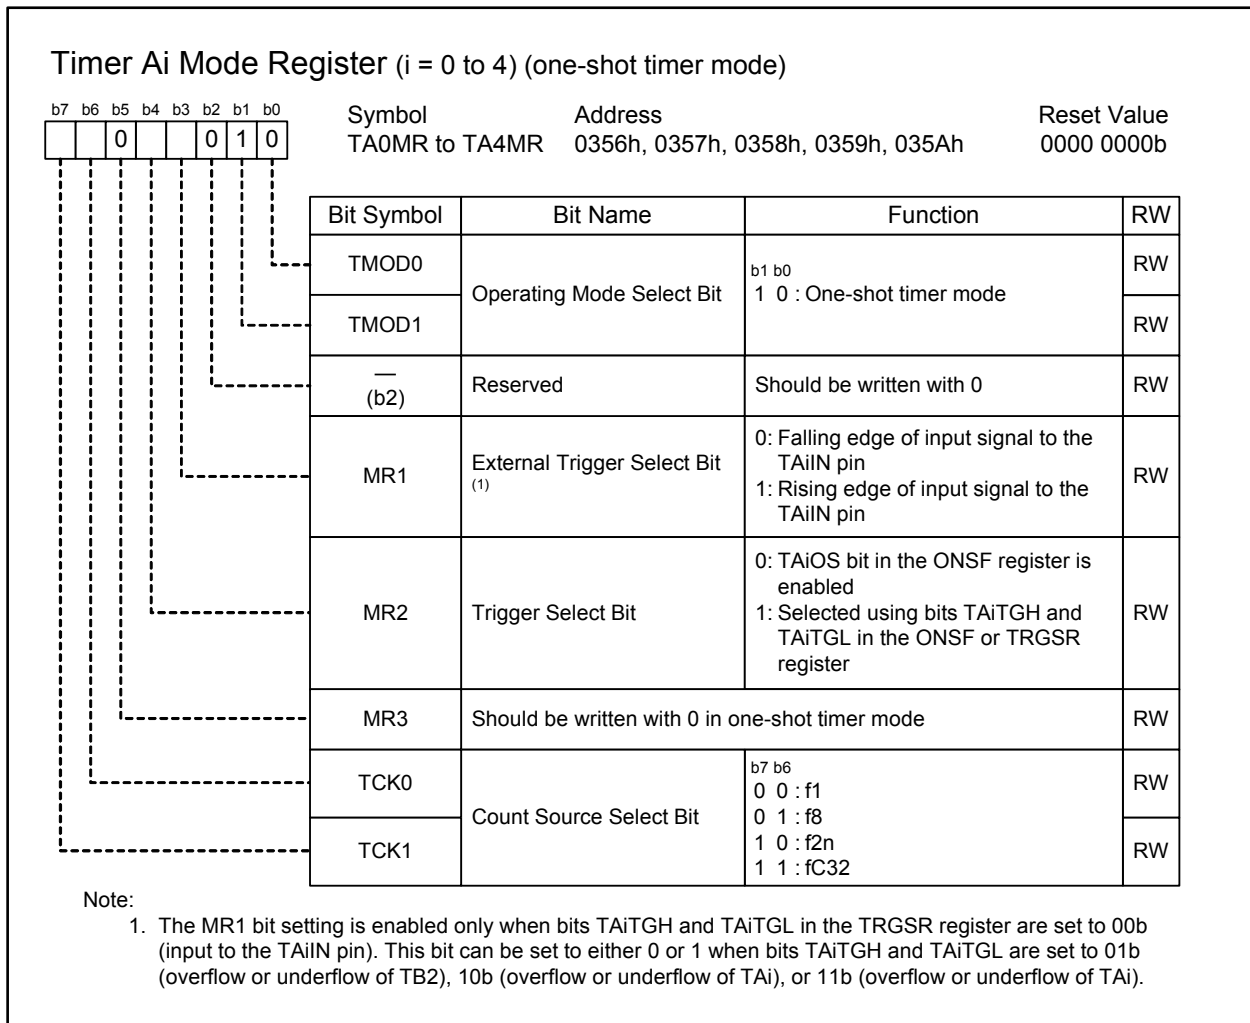 Timer Ai Mode Register (i = 0 to 4) (one-shot timer mode)
b7 b6 b5 b4 b3 b2 b1 b0
0 0 1 0
Symbol Address Reset Value
TA0MR to TA4MR 0356h, 0357h, 0358h, 0359h, 035Ah 0000 0000b
Bit Symbol Bit Name Function RW
TMOD0 RW
Operating Mode Select Bit
b1 b0
1 0 : One-shot timer mode
TMOD1 RW
—
(b2)
Reserved Should be written with 0 RW
MR1
External Trigger Select Bit
(1)
0: Falling edge of input signal to the
TAiIN pin
1: Rising edge of input signal to the
TAiIN pin
RW
MR2
Trigger Select Bit
0: TAiOS bit in the ONSF register is
enabled
1: Selected using bits TAiTGH and
TAiTGL in the ONSF or TRGSR
register
RW
MR3 Should be written with 0 in one-shot timer mode RW
TCK0 RW
Count Source Select Bit
b7 b6
0 0 : f1
0 1 : f8
1 0 : f2n
1 1 : fC32
TCK1 RW
Note:
1. The MR1 bit setting is enabled only when bits TAiTGH and TAiTGL in the TRGSR register are set to 00b
(input to the TAiIN pin). This bit can be set to either 0 or 1 when bits TAiTGH and TAiTGL are set to 01b
(overflow or underflow of TB2), 10b (overflow or underflow of TAi), or 11b (overflow or underflow of TAi).